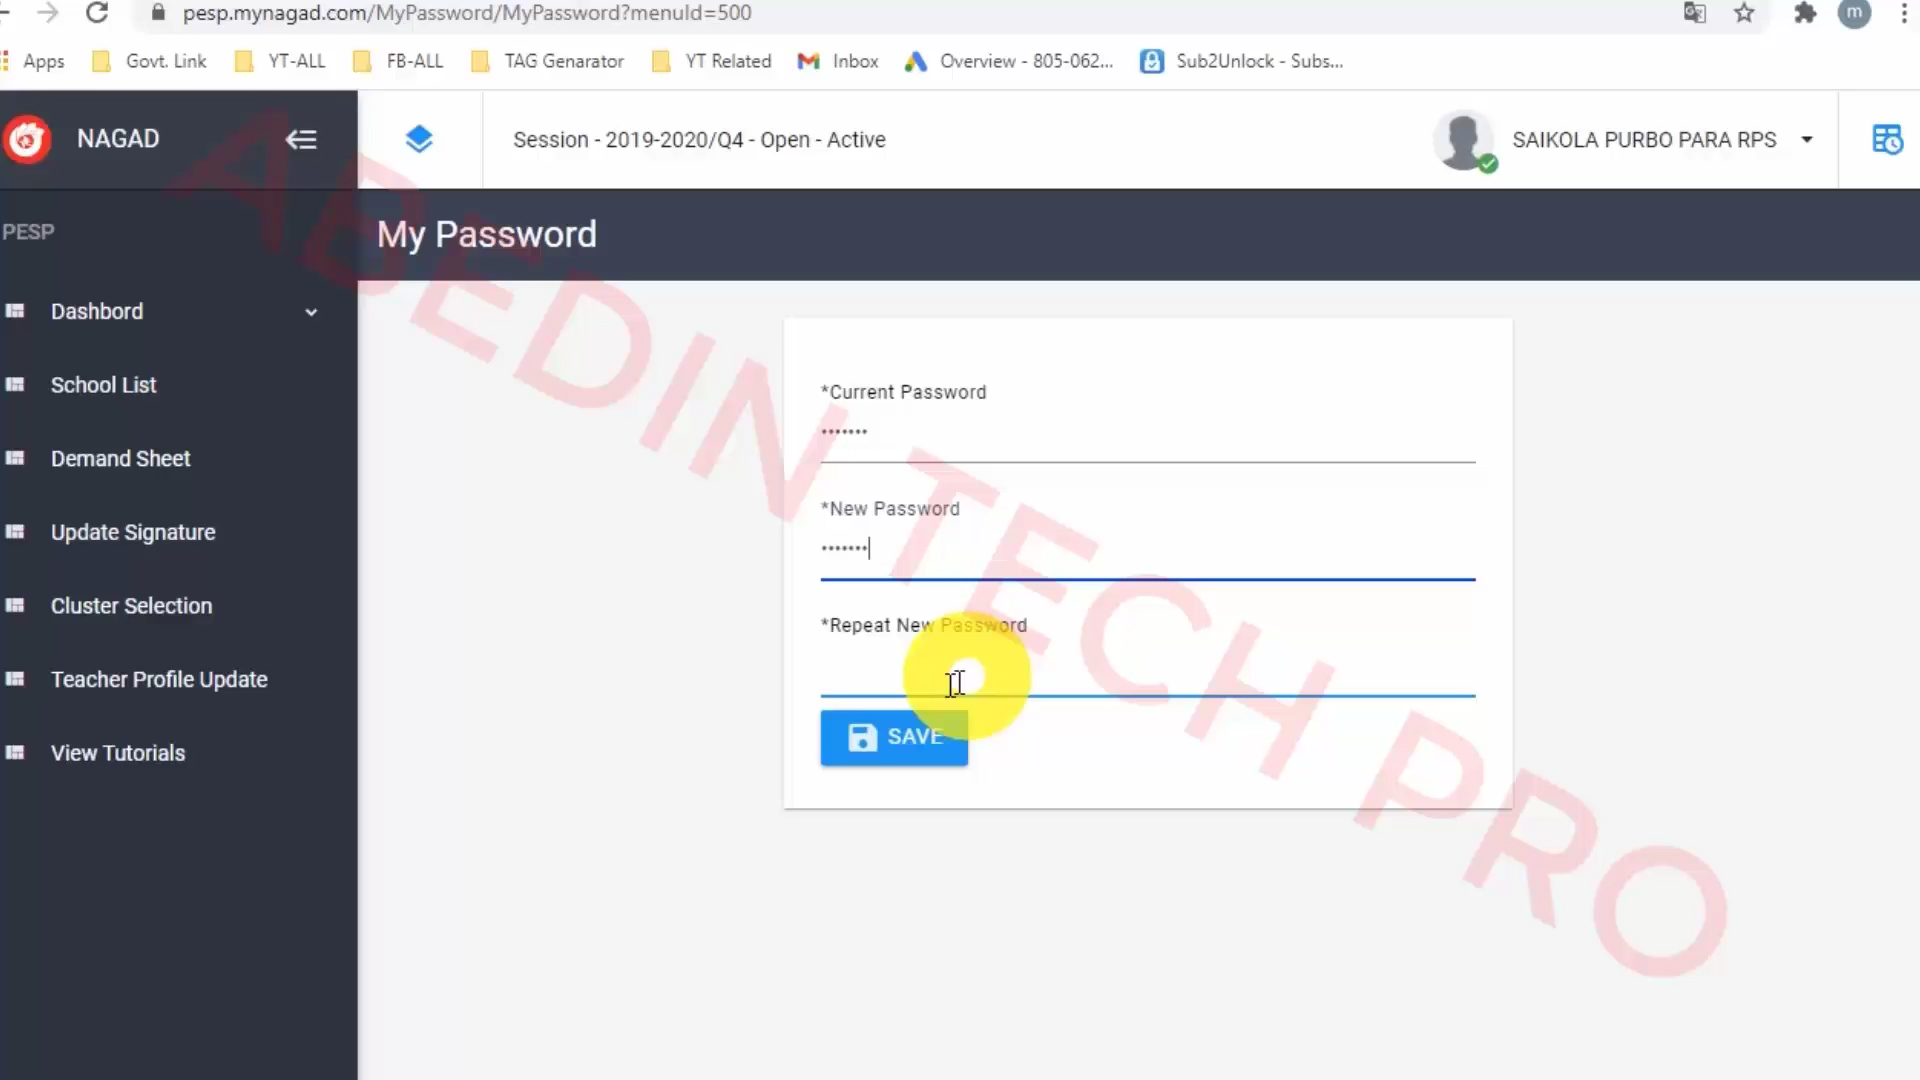 pesp.mynagad.com/MyPassword/MyPassword?menuId=500
m
Apps
Govt. Link
YT-ALL
FB-ALL
TAG Genarator
YT Related
Inbox
Overview - 805-062...
Sub2Unlock - Subs...
NAGAD
Session - 2019-2020/Q4 - Open - Active
SAIKOLA PURBO PARA RPS
PESP
My Password
Dashbord
School List
Demand Sheet
Update Signature
Cluster Selection
Teacher Profile Update
View Tutorials
*Current Password
•••••••
*New Password
•••••••
*Repeat New Password
SAVE
ABEDIN TECH PRO